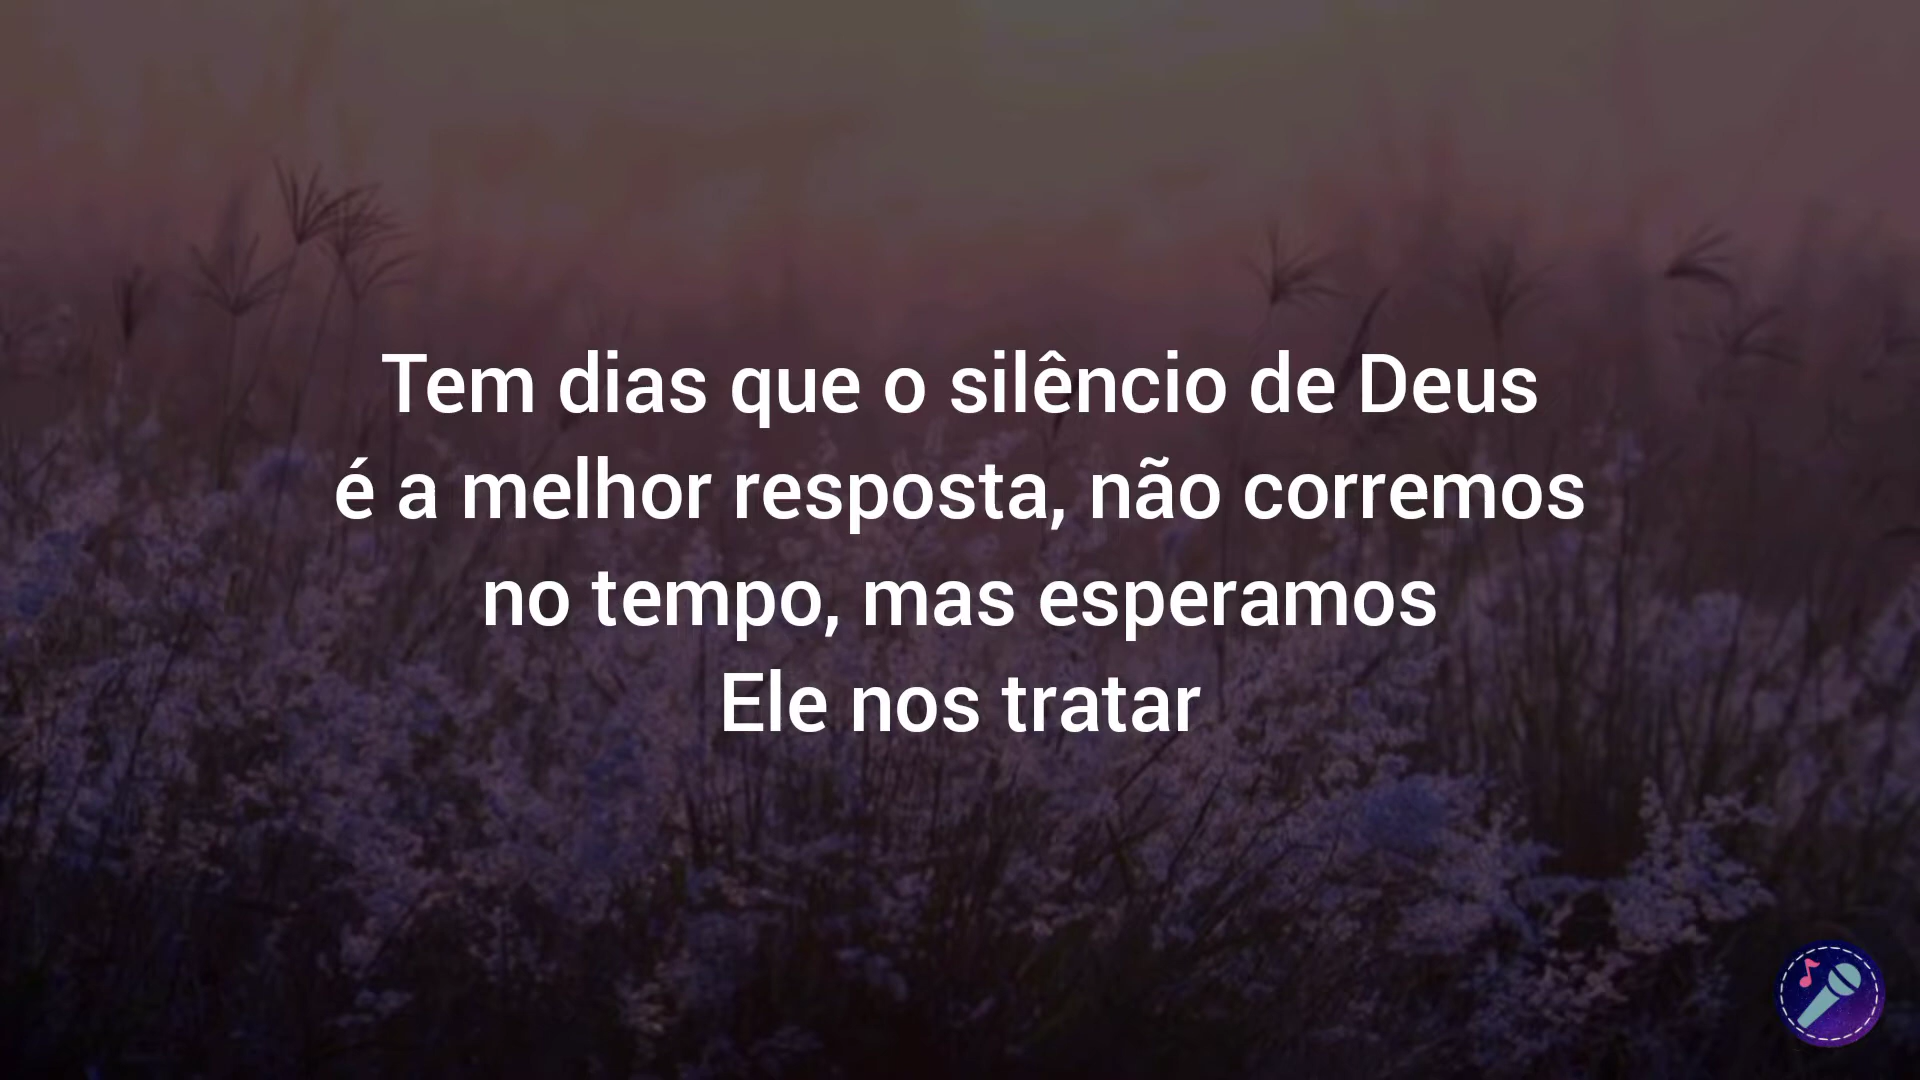 Tem dias que o silêncio de Deus
é a melhor resposta, não corremos
no tempo, mas esperamos
Ele nos tratar